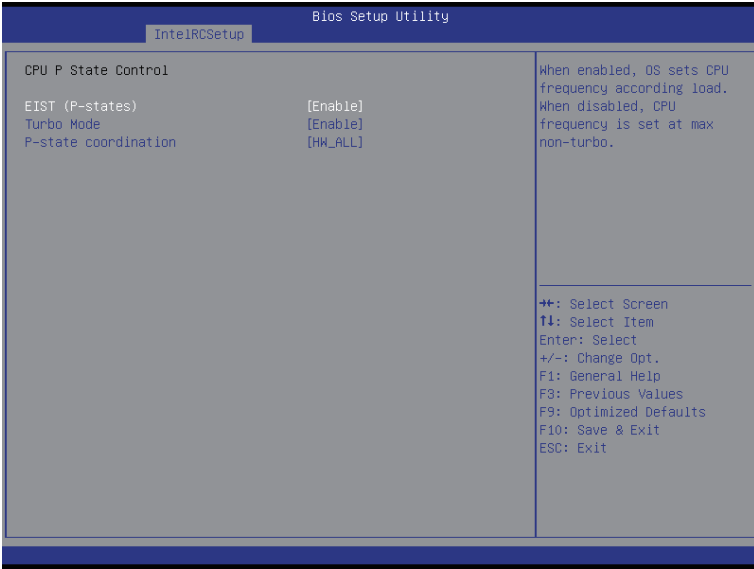 Bios Setup Utility
IntelRCSetup
CPU P State Control
EIST (P-states) [Enable]
Turbo Mode [Enable]
P-state coordination [HW_ALL]
When enabled, OS sets CPU
frequency according load.
When disabled, CPU
frequency is set at max
non-turbo.
→←: Select Screen
↑↓: Select Item
Enter: Select
+/-: Change Opt.
F1: General Help
F3: Previous Values
F9: Optimized Defaults
F10: Save & Exit
ESC: Exit